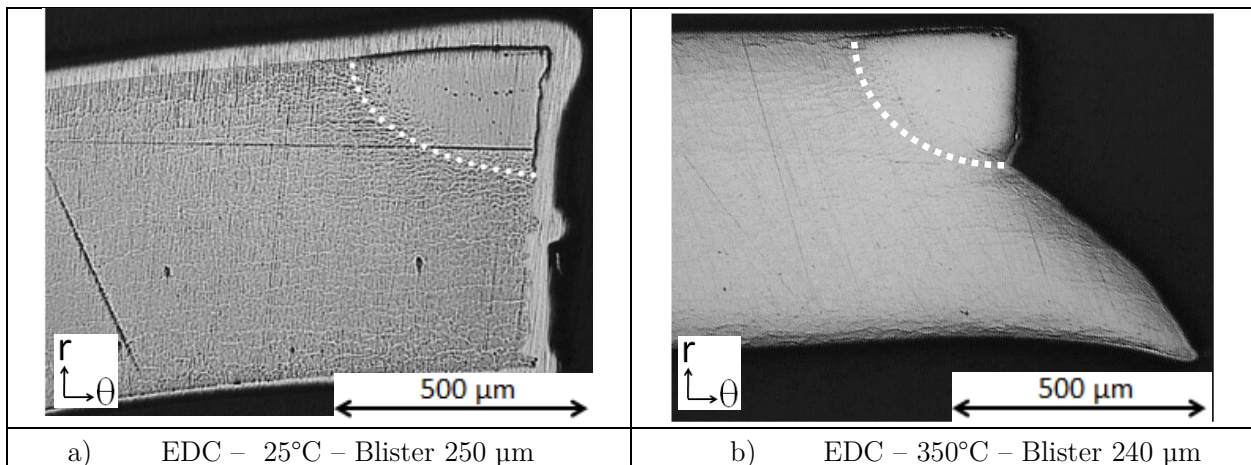 r
θ
500 µm
r
θ
500 µm
a) EDC – 25°C – Blister 250 µm
b) EDC – 350°C – Blister 240 µm